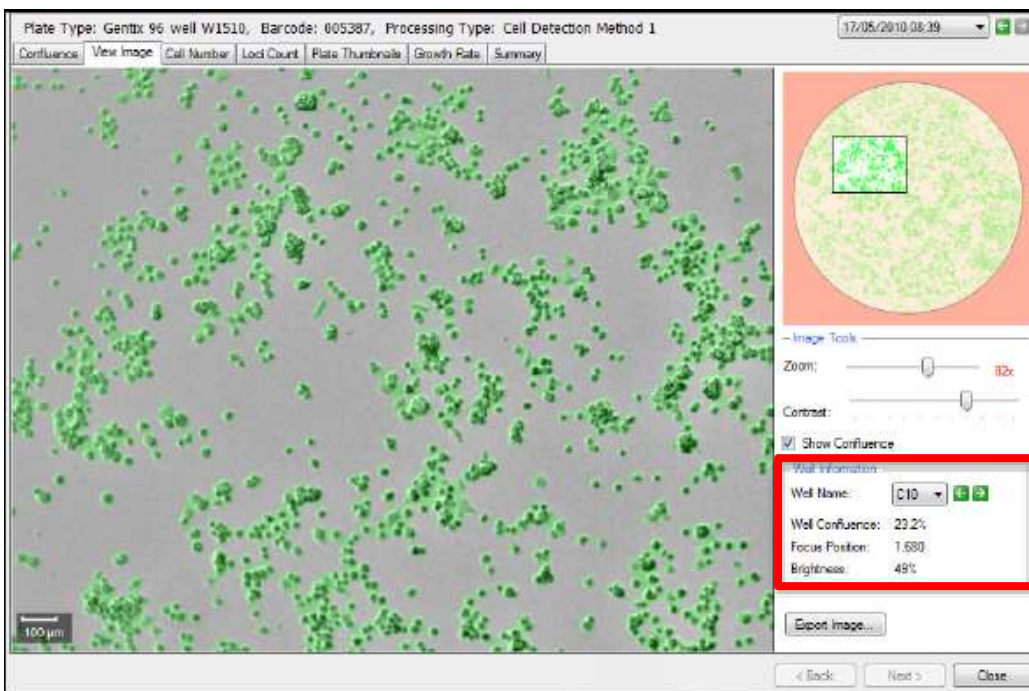 Plate Type: Gentix 96 well W1510, Barcode: 005387, Processing Type: Cell Detection Method 1
17/05/2010 08:39
Confluence View Image Cell Number Loci Count Plate Thumbnails Growth Rate Summary
Image Tools
Zoom: 82x
Contrast:
Show Confluence
Well Information
Well Name: C10
Well Confluence: 23.2%
Focus Position: 1.680
Brightness: 49%
100 µm
Export Image...
< Back Next > Close